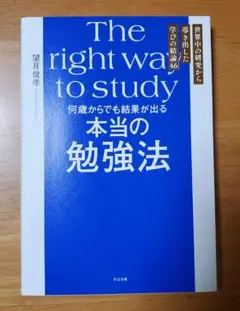 世界中の研究から
導き出した
学びの結論46
The
right way
to study
望月俊孝
何歳からでも結果が出る
本当の
勉強法